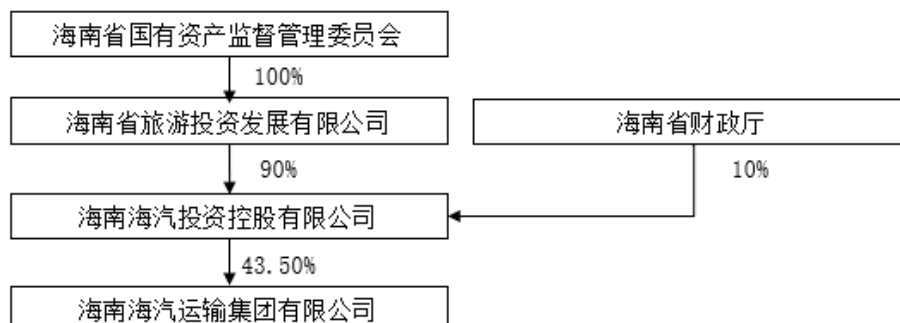 海南省国有资产监督管理委员会
100%
海南省旅游投资发展有限公司
海南省财政厅
90%
10%
海南海汽投资控股有限公司
43.50%
海南海汽运输集团有限公司